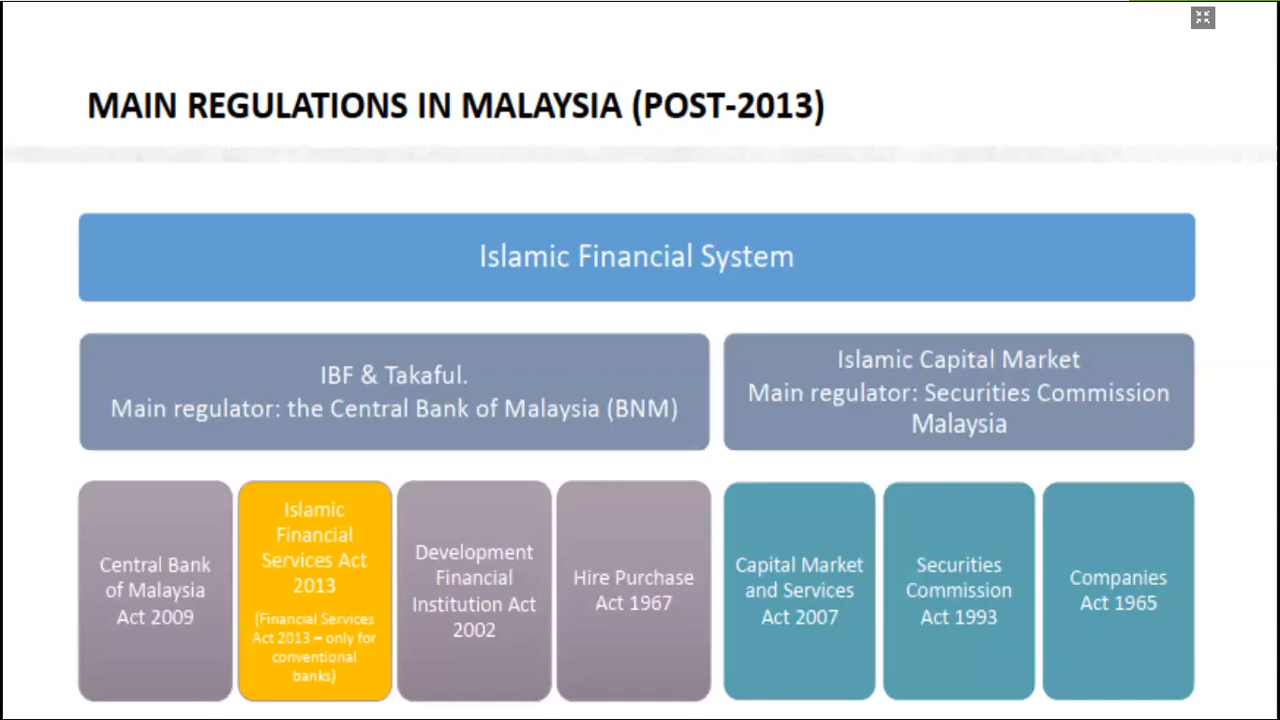 MAIN REGULATIONS IN MALAYSIA (POST-2013)
Islamic Financial System
IBF & Takaful.
Main regulator: the Central Bank of Malaysia (BNM)
Islamic Capital Market
Main regulator: Securities Commission
Malaysia
Central Bank
of Malaysia
Act 2009
Islamic
Financial
Services Act
2013
(Financial Services
Act 2013 – only for
conventional
banks)
Development
Financial
Institution Act
2002
Hire Purchase
Act 1967
Capital Market
and Services
Act 2007
Securities
Commission
Act 1993
Companies
Act 1965